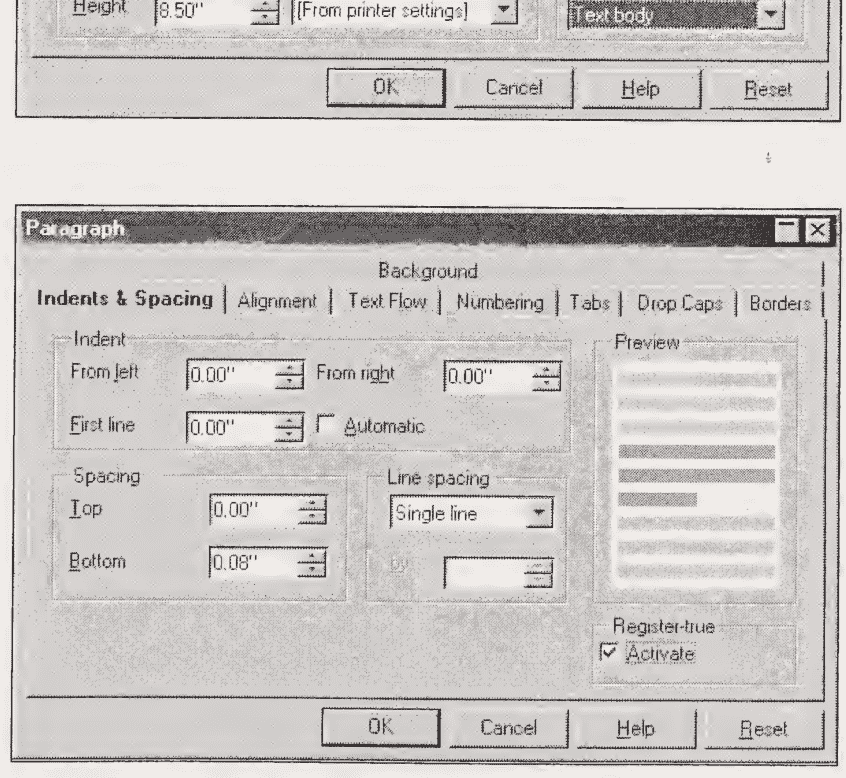 Height 8.50" [From printer settings] Text body
OK Cancel Help Reset
Paragraph
Background
Indents & Spacing Alignment Text Flow Numbering Tabs Drop Caps Borders
Indent Preview
From left 0.00" From right 0.00"
First line 0.00" Automatic
Spacing Line spacing
Top 0.00" Single line
Bottom 0.08" by
Register-true
Activate
OK Cancel Help Reset